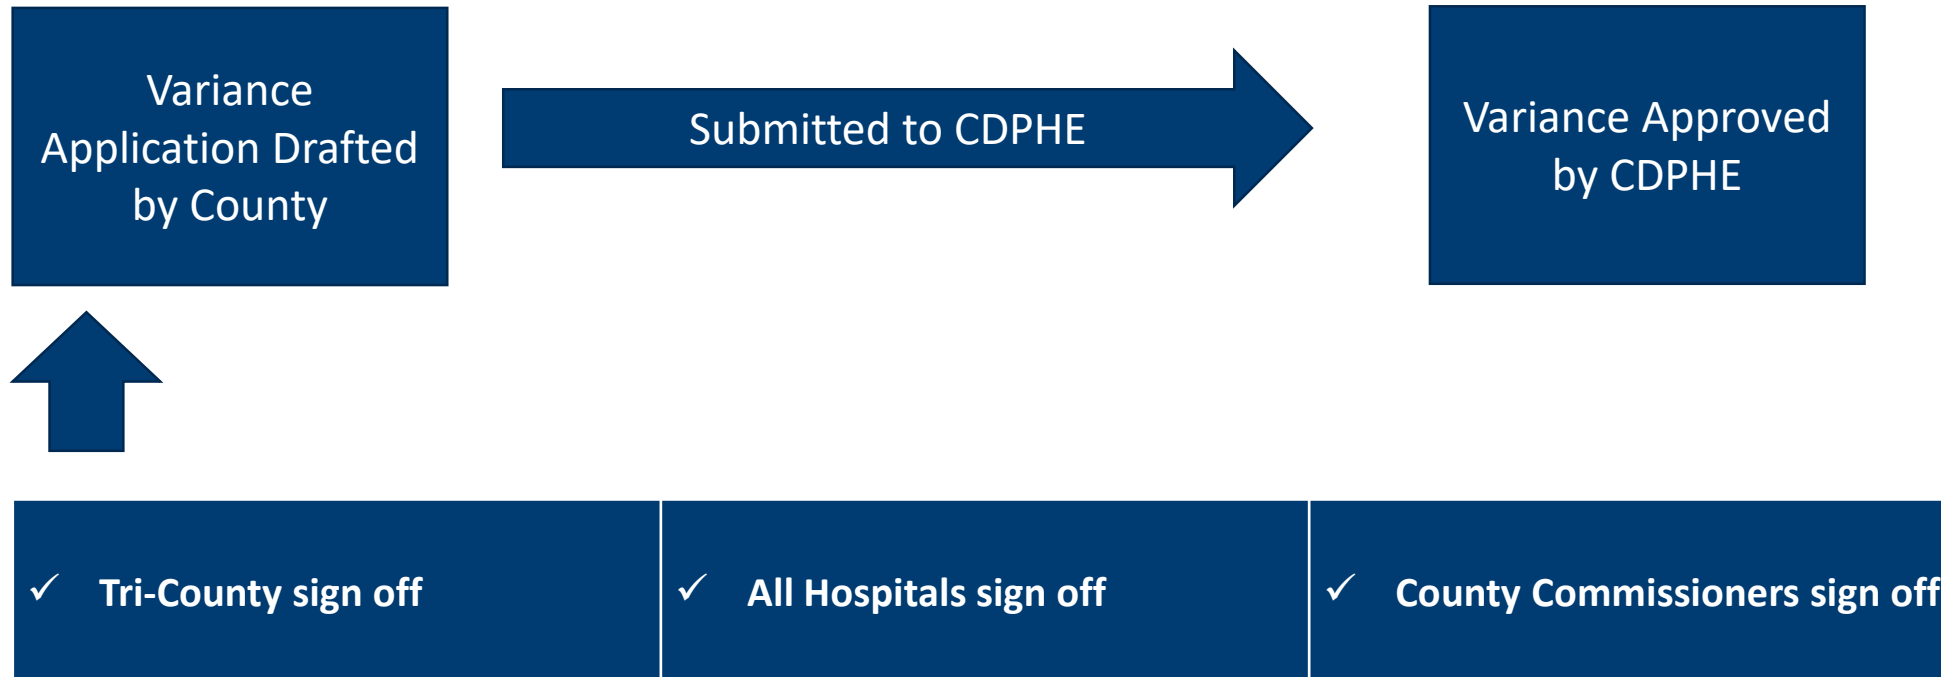 Variance
Application Drafted
by County
Submitted to CDPHE
Variance Approved
by CDPHE
✓ Tri-County sign off
✓ All Hospitals sign off
✓ County Commissioners sign off